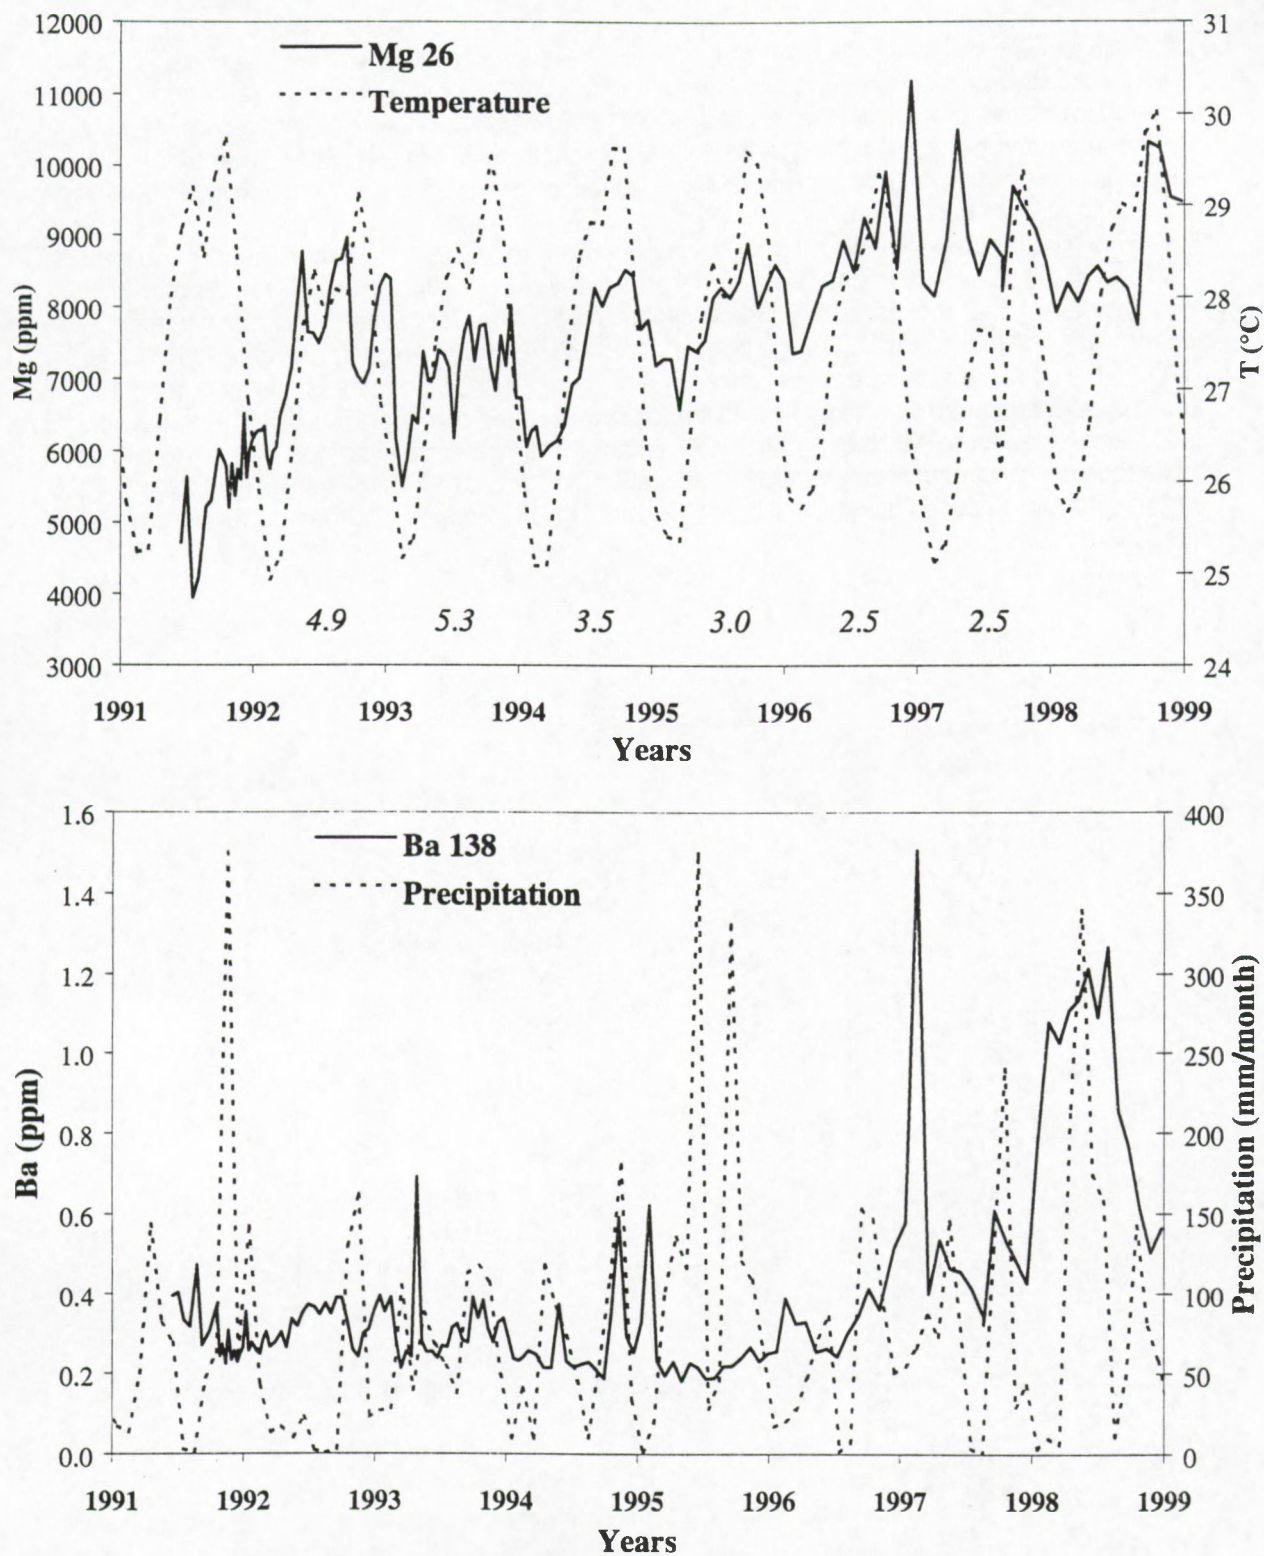 12000
11000
10000
9000
8000
7000
6000
5000
4000
3000
Mg (ppm)
Mg 26
Temperature
31
30
29
28
27
26
25
24
T (°C)
4.9 5.3 3.5 3.0 2.5 2.5
1991 1992 1993 1994 1995 1996 1997 1998 1999
Years
1.6
1.4
1.2
1.0
0.8
0.6
0.4
0.2
0.0
Ba (ppm)
Ba 138
Precipitation
400
350
300
250
200
150
100
50
0
Precipitation (mm/month)
1991 1992 1993 1994 1995 1996 1997 1998 1999
Years